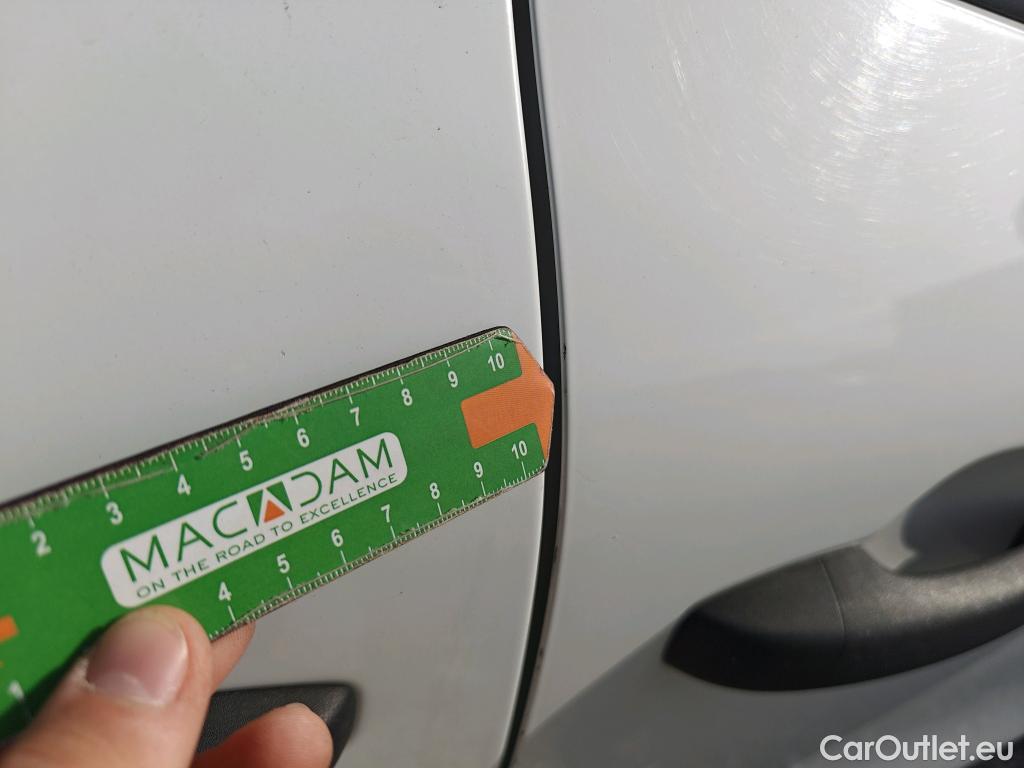 2 3 4 5 6 7 8 9 10
MACADAM
ON THE ROAD TO EXCELLENCE
1 4 5 6 7 8 9 10
CarOutlet.eu